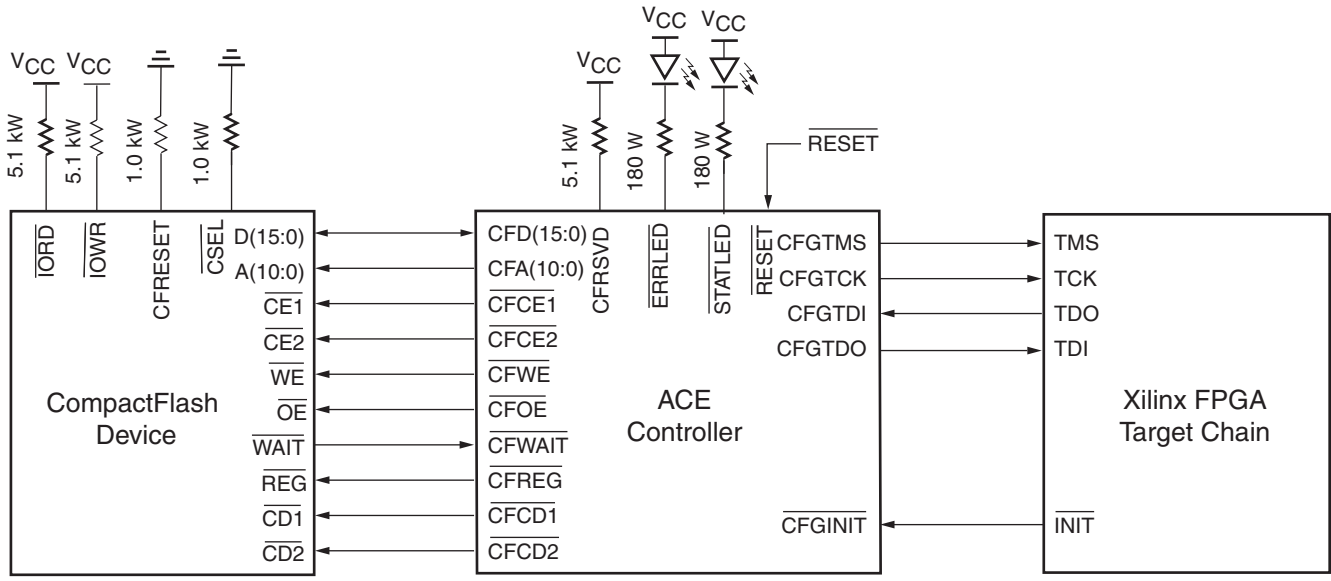 VCC
VCC
5.1 kW
5.1 kW
1.0 kW
1.0 kW
VCC
VCC
VCC
5.1 kW
180 W
180 W
RESET
IORD
IOWR
CFRESET
CSEL
D(15:0)
A(10:0)
CE1
CE2
WE
OE
WAIT
REG
CD1
CD2
CompactFlash
Device
CFD(15:0)
CFA(10:0)
CFCE1
CFCE2
CFWE
CFOE
CFWAIT
CFREG
CFCD1
CFCD2
CFRSVD
ERRLED
STATLED
RESET
CFGTMS
CFGTCK
CFGTDI
CFGTDO
CFGINIT
ACE
Controller
TMS
TCK
TDO
TDI
INIT
Xilinx FPGA
Target Chain